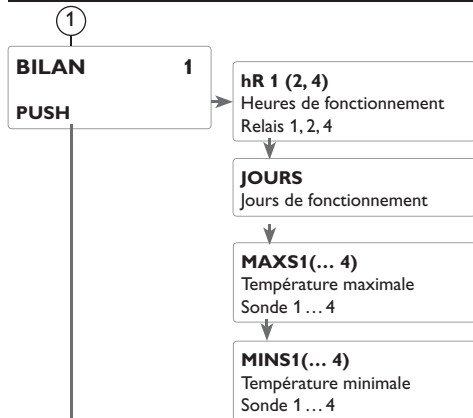 1
BILAN 1
PUSH
hR 1 (2, 4)
Heures de fonctionnement
Relais 1, 2, 4
JOURS
Jours de fonctionnement
MAXS1(… 4)
Température maximale
Sonde 1 … 4
MINS1(… 4)
Température minimale
Sonde 1 … 4